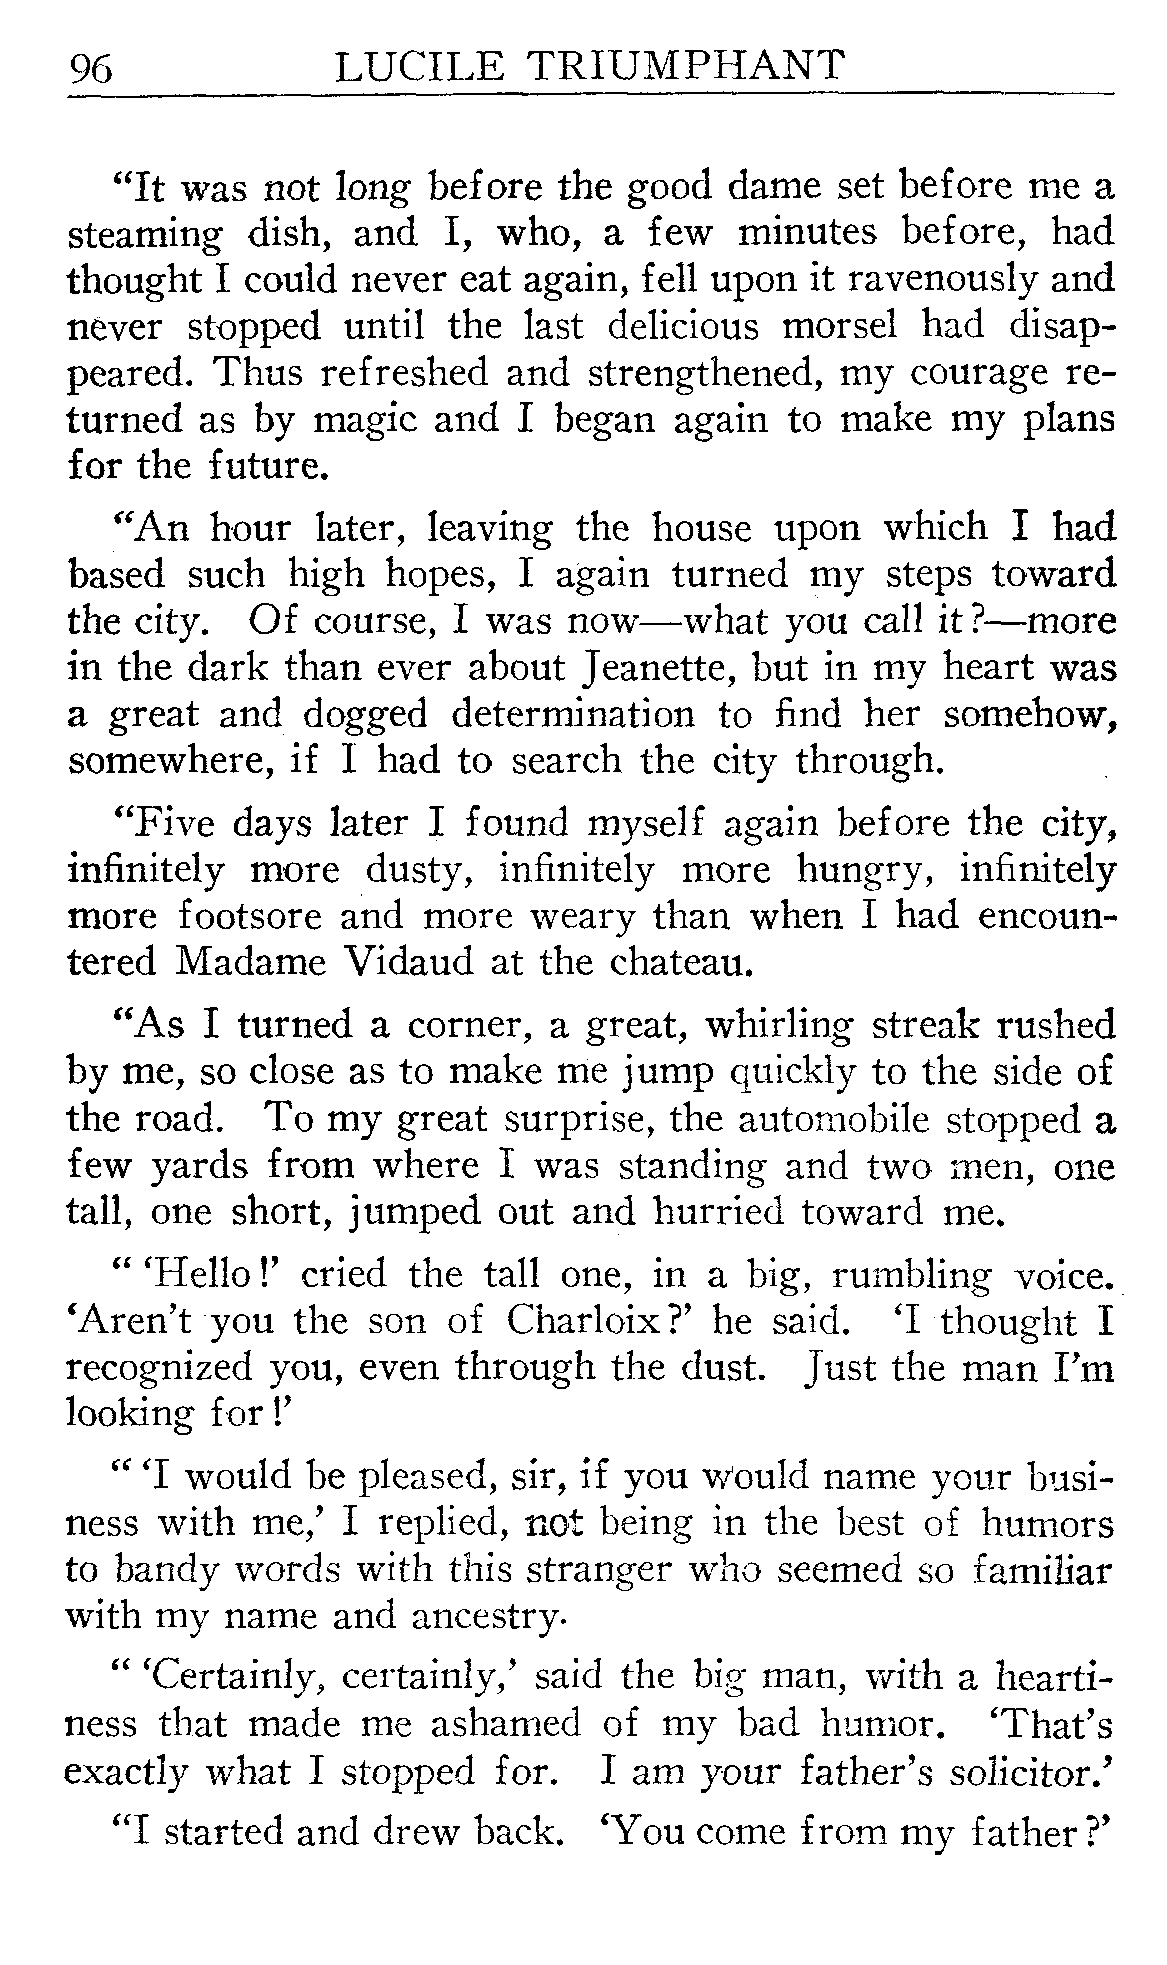 96 LUCILE TRIUMPHANT
“It was not long before the good dame set before me a
steaming dish, and I, who, a few minutes before, had
thought I could never eat again, fell upon it ravenously and
never stopped until the last delicious morsel had disap-
peared. Thus refreshed and strengthened, my courage re-
turned as by magic and I began again to make my plans
for the future.
“An hour later, leaving the house upon which I had
based such high hopes, I again turned my steps toward
the city. Of course, I was now—what you call it?—more
in the dark than ever about Jeanette, but in my heart was
a great and dogged determination to find her somehow,
somewhere, if I had to search the city through.
“Five days later I found myself again before the city,
infinitely more dusty, infinitely more hungry, infinitely
more footsore and more weary than when I had encoun-
tered Madame Vidaud at the chateau.
“As I turned a corner, a great, whirling streak rushed
by me, so close as to make me jump quickly to the side of
the road. To my great surprise, the automobile stopped a
few yards from where I was standing and two men, one
tall, one short, jumped out and hurried toward me.
“ ‘Hello!’ cried the tall one, in a big, rumbling voice.
‘Aren’t you the son of Charloix?’ he said. ‘I thought I
recognized you, even through the dust. Just the man I’m
looking for!’
“ ‘I would be pleased, sir, if you would name your busi-
ness with me,’ I replied, not being in the best of humors
to bandy words with this stranger who seemed so familiar
with my name and ancestry.
“ ‘Certainly, certainly,’ said the big man, with a hearti-
ness that made me ashamed of my bad humor. ‘That’s
exactly what I stopped for. I am your father’s solicitor.’
“I started and drew back. ‘You come from my father?’